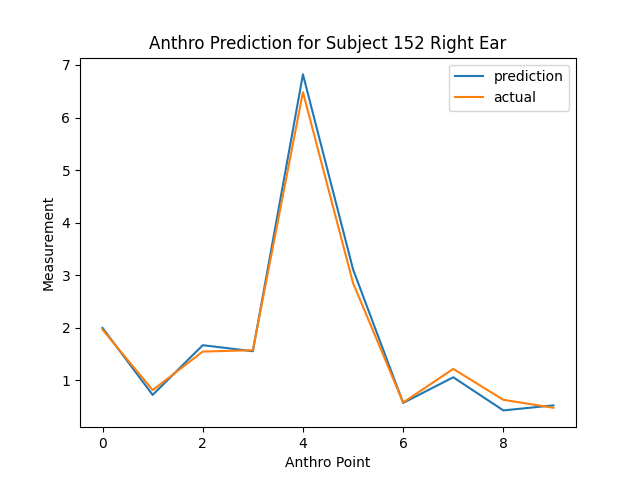 Anthro Prediction for Subject 152 Right Ear
prediction
actual
7
6
5
4
3
2
1
Measurement
0 2 4 6 8
Anthro Point